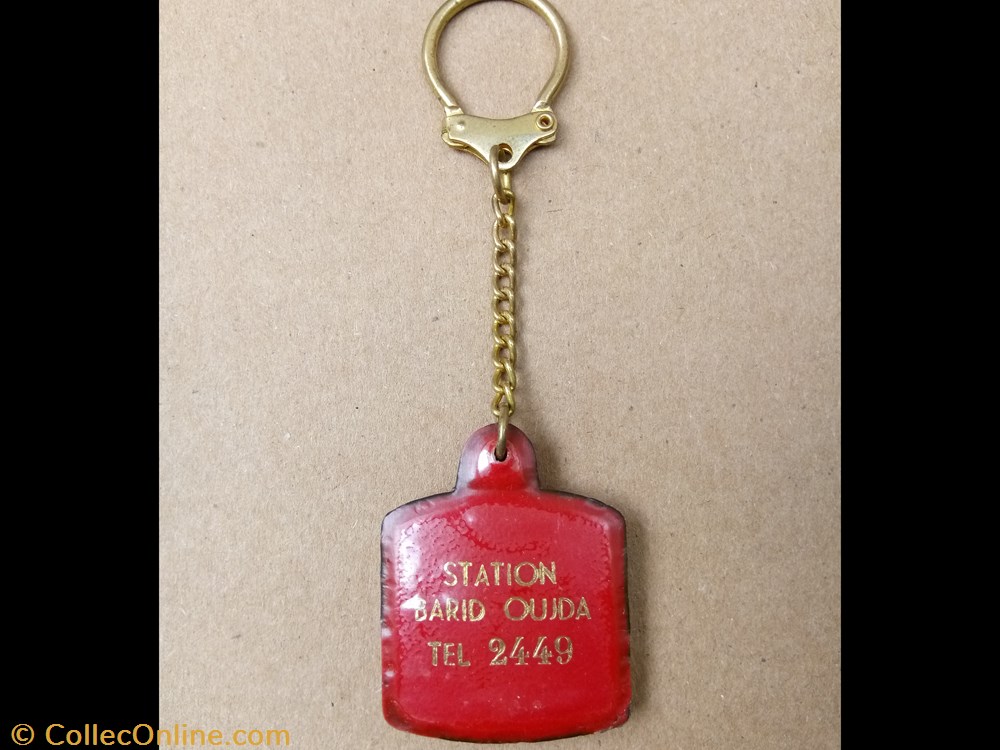 STATION
BARID OUJDA
TEL 2449
© CollecOnline.com